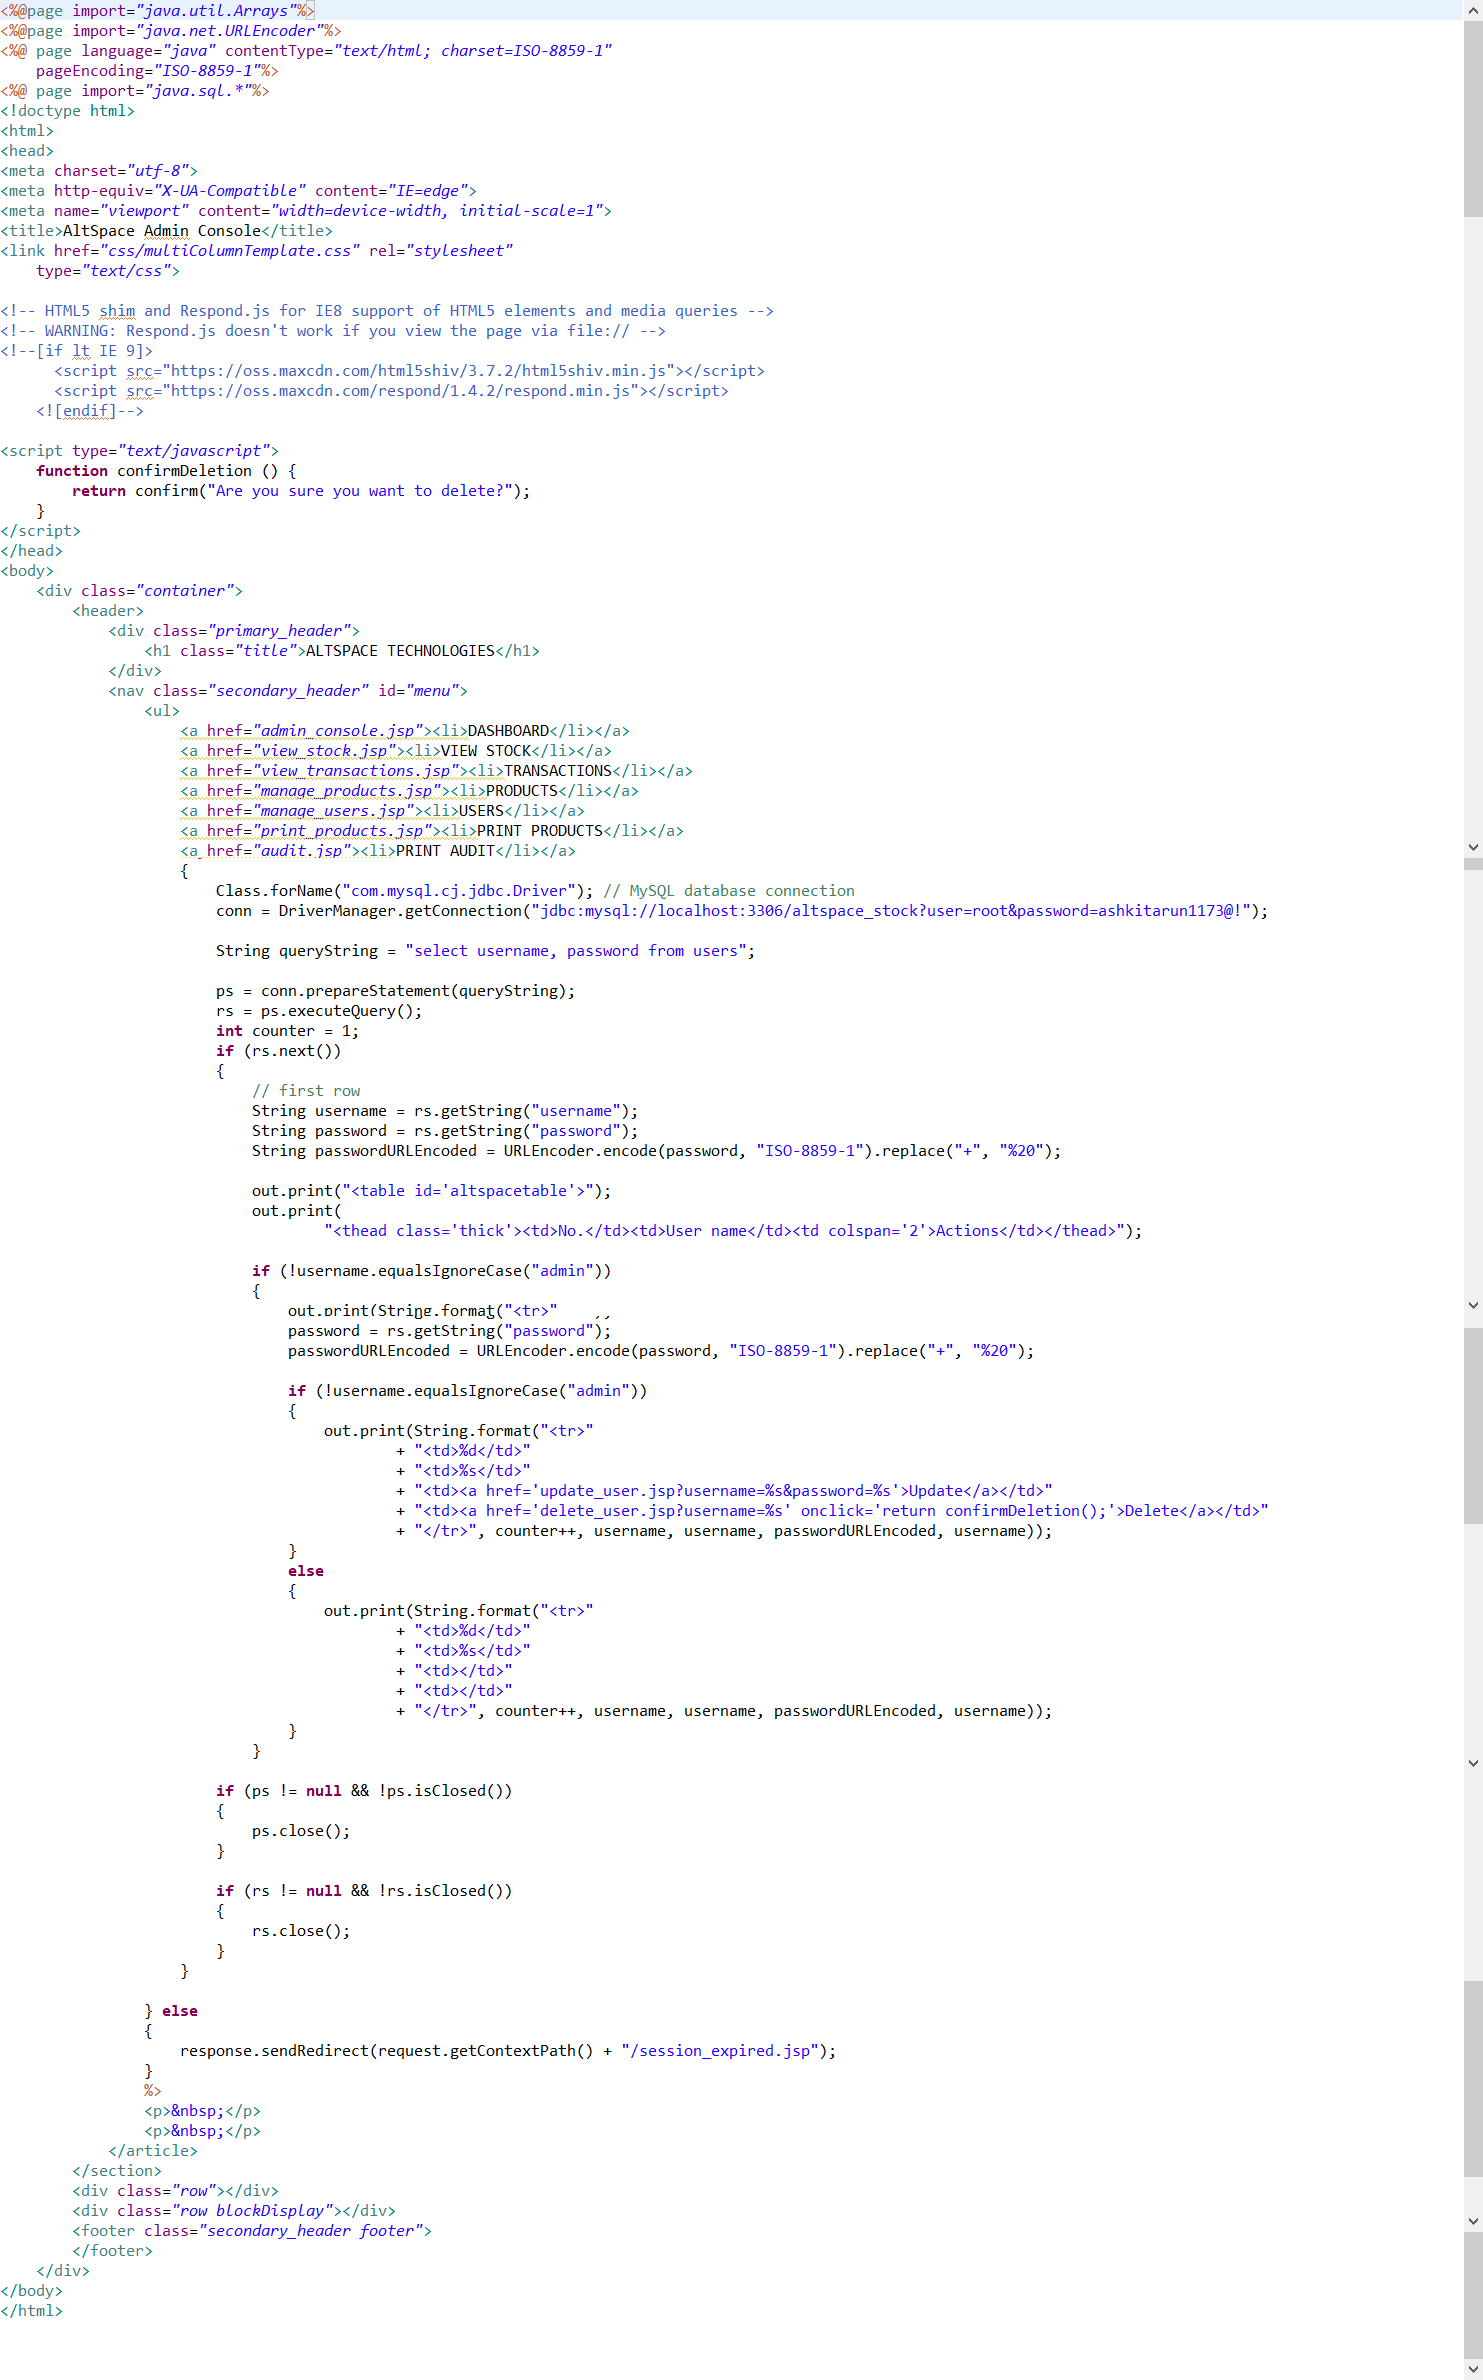 <%@page import="java.util.Arrays"%>
<%@page import="java.net.URLEncoder"%>
<%@ page language="java" contentType="text/html; charset=ISO-8859-1"
    pageEncoding="ISO-8859-1"%>
<%@ page import="java.sql.*"%>
<!doctype html>
<html>
<head>
<meta charset="utf-8">
<meta http-equiv="X-UA-Compatible" content="IE=edge">
<meta name="viewport" content="width=device-width, initial-scale=1">
<title>AltSpace Admin Console</title>
<link href="css/multiColumnTemplate.css" rel="stylesheet"
    type="text/css">

<!-- HTML5 shim and Respond.js for IE8 support of HTML5 elements and media queries -->
<!-- WARNING: Respond.js doesn't work if you view the page via file:// -->
<!--[if lt IE 9]>
      <script src="https://oss.maxcdn.com/html5shiv/3.7.2/html5shiv.min.js"></script>
      <script src="https://oss.maxcdn.com/respond/1.4.2/respond.min.js"></script>
    <![endif]-->

<script type="text/javascript">
    function confirmDeletion () {
        return confirm("Are you sure you want to delete?");
    }
</script>
</head>
<body>
    <div class="container">
        <header>
            <div class="primary_header">
                <h1 class="title">ALTSPACE TECHNOLOGIES</h1>
            </div>
            <nav class="secondary_header" id="menu">
                <ul>
                    <a href="admin_console.jsp"><li>DASHBOARD</li></a>
                    <a href="view_stock.jsp"><li>VIEW STOCK</li></a>
                    <a href="view_transactions.jsp"><li>TRANSACTIONS</li></a>
                    <a href="manage_products.jsp"><li>PRODUCTS</li></a>
                    <a href="manage_users.jsp"><li>USERS</li></a>
                    <a href="print_products.jsp"><li>PRINT PRODUCTS</li></a>
                    <a href="audit.jsp"><li>PRINT AUDIT</li></a>
                    {
                        Class.forName("com.mysql.cj.jdbc.Driver"); // MySQL database connection
                        conn = DriverManager.getConnection("jdbc:mysql://localhost:3306/altspace_stock?user=root&password=ashkitarun1173@!");

                        String queryString = "select username, password from users";

                        ps = conn.prepareStatement(queryString);
                        rs = ps.executeQuery();
                        int counter = 1;
                        if (rs.next())
                        {
                            // first row
                            String username = rs.getString("username");
                            String password = rs.getString("password");
                            String passwordURLEncoded = URLEncoder.encode(password, "ISO-8859-1").replace("+", "%20");

                            out.print("<table id='altspacetable'>");
                            out.print(
                                    "<thead class='thick'><td>No.</td><td>User name</td><td colspan='2'>Actions</td></thead>");

                            if (!username.equalsIgnoreCase("admin"))
                            {
                                out.print(String.format("<tr>"
                                password = rs.getString("password");
                                passwordURLEncoded = URLEncoder.encode(password, "ISO-8859-1").replace("+", "%20");

                                if (!username.equalsIgnoreCase("admin"))
                                {
                                    out.print(String.format("<tr>"
                                            + "<td>%d</td>"
                                            + "<td>%s</td>"
                                            + "<td><a href='update_user.jsp?username=%s&password=%s'>Update</a></td>"
                                            + "<td><a href='delete_user.jsp?username=%s' onclick='return confirmDeletion();'>Delete</a></td>"
                                            + "</tr>", counter++, username, username, passwordURLEncoded, username));
                                }
                                else
                                {
                                    out.print(String.format("<tr>"
                                            + "<td>%d</td>"
                                            + "<td>%s</td>"
                                            + "<td></td>"
                                            + "<td></td>"
                                            + "</tr>", counter++, username, username, passwordURLEncoded, username));
                                }
                            }

                        if (ps != null && !ps.isClosed())
                        {
                            ps.close();
                        }

                        if (rs != null && !rs.isClosed())
                        {
                            rs.close();
                        }
                    }

                } else
                {
                    response.sendRedirect(request.getContextPath() + "/session_expired.jsp");
                }
                %>
                <p>&nbsp;</p>
                <p>&nbsp;</p>
            </article>
        </section>
        <div class="row"></div>
        <div class="row blockDisplay"></div>
        <footer class="secondary_header footer">
        </footer>
    </div>
</body>
</html>